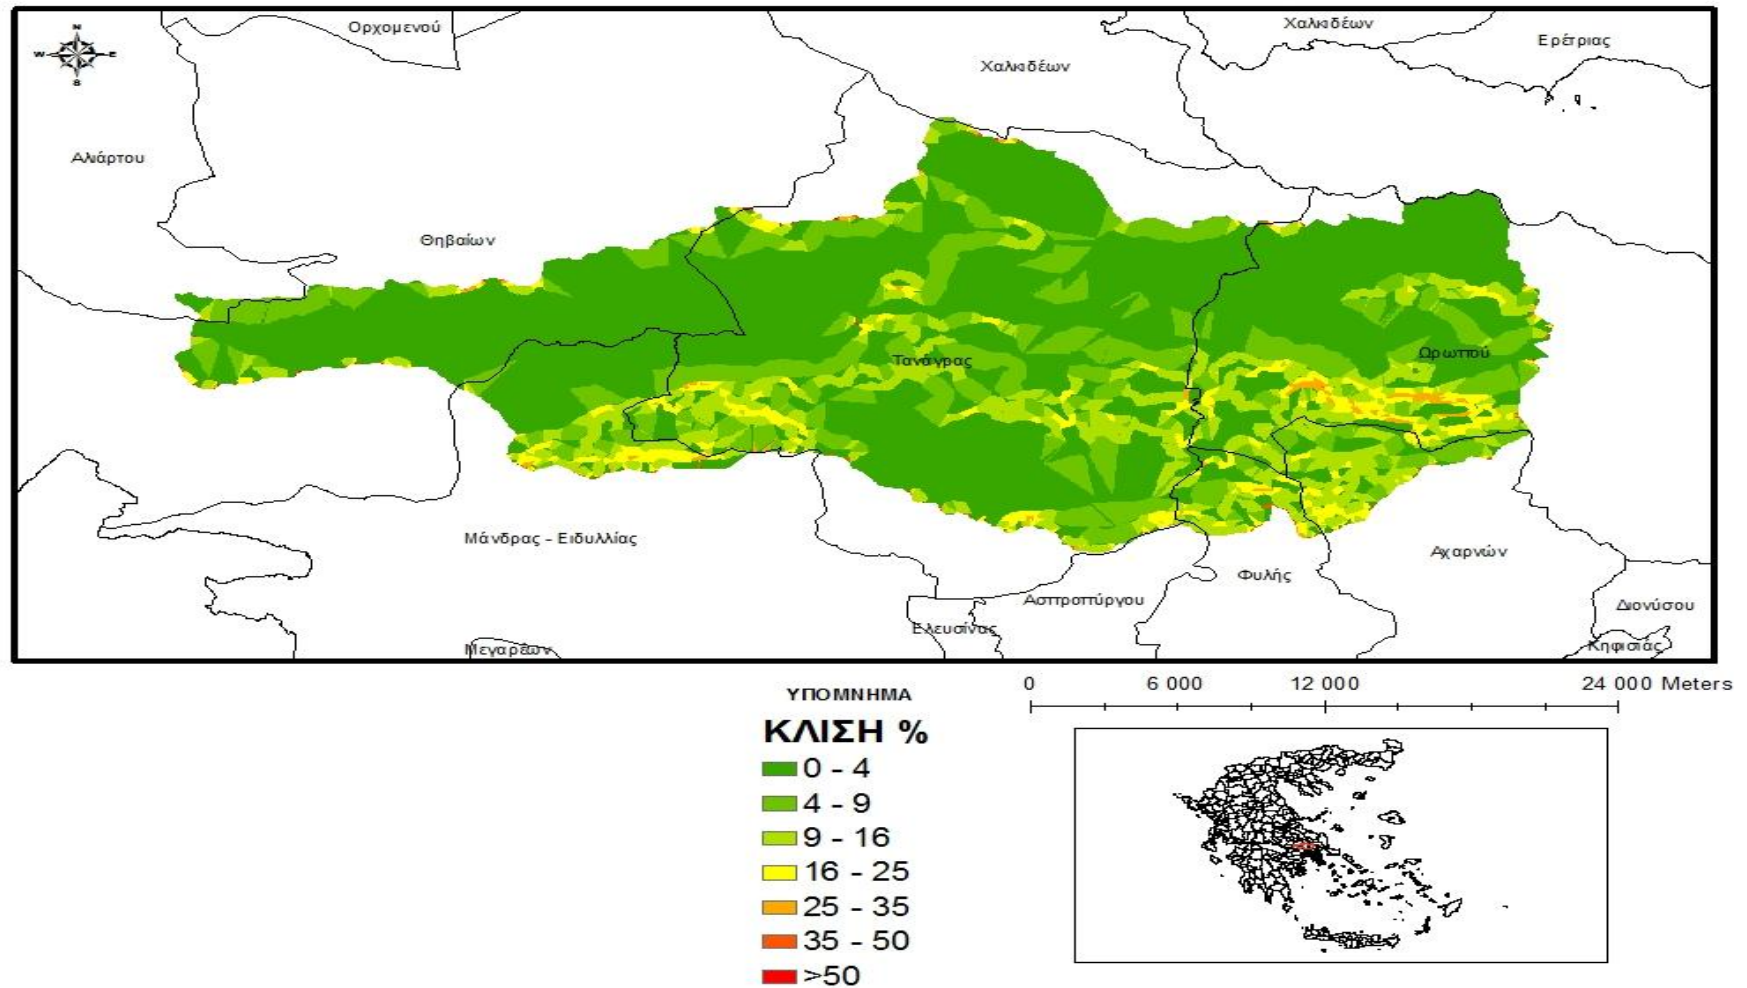 Ορχομενού
Χαλκιδέων
Ερέτριας
N
W E
S
Χαλκιδέων
Αλιάρτου
Θηβαίων
Τανάγρας
Ωρωπού
Μάνδρας - Ειδυλλίας
Αχαρνών
Φυλής
Ασπροπύργου
Διονύσου
Ελευσίνας
Μεγαρέων
Κηφισιάς
ΥΠΟΜΝΗΜΑ
0 6 000 12 000 24 000 Meters
ΚΛΙΣΗ %
0 - 4
4 - 9
9 - 16
16 - 25
25 - 35
35 - 50
>50